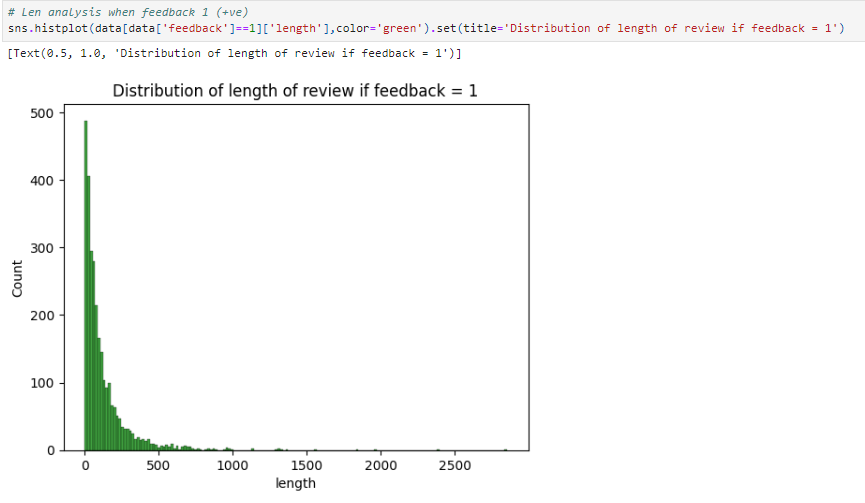 # Len analysis when feedback 1 (+ve)
sns.histplot(data[data['feedback']==1]['length'],color='green').set(title='Distribution of length of review if feedback = 1')
[Text(0.5, 1.0, 'Distribution of length of review if feedback = 1')]
Distribution of length of review if feedback = 1
500
400
300
200
100
0
Count
0 500 1000 1500 2000 2500
length